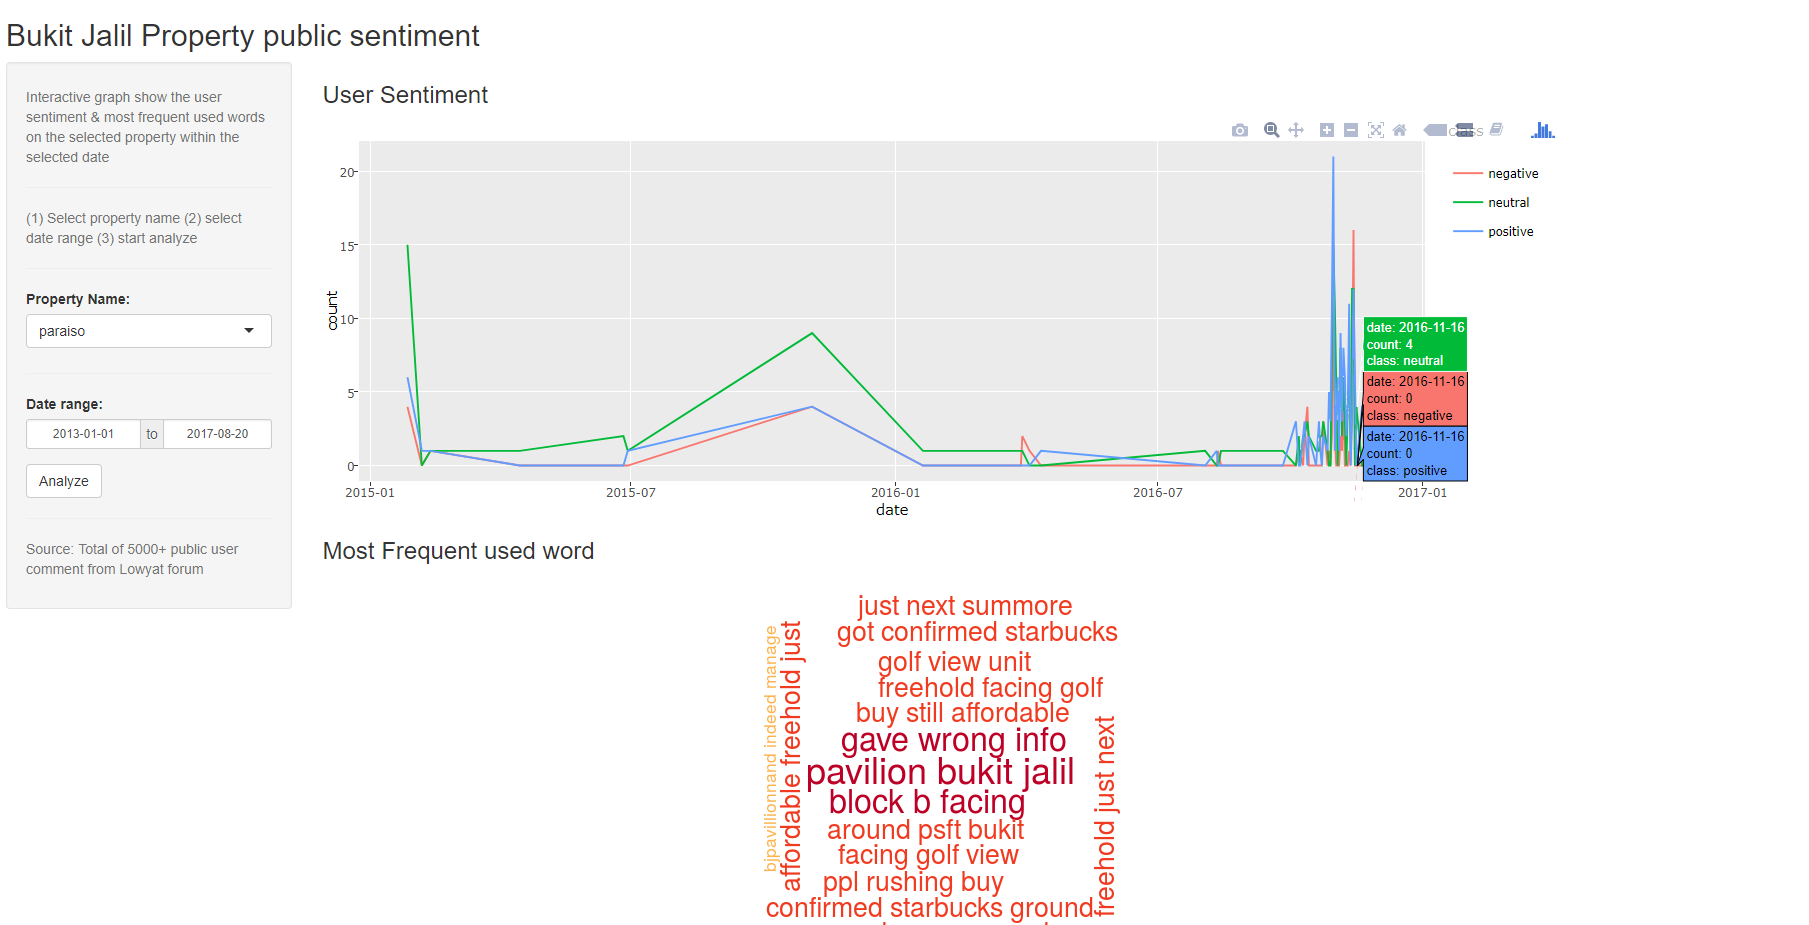 Bukit Jalil Property public sentiment
Interactive graph show the user
sentiment & most frequent used words
on the selected property within the
selected date
(1) Select property name (2) select
date range (3) start analyze
Property Name:
paraiso
Date range:
2013-01-01 to 2017-08-20
Analyze
Source: Total of 5000+ public user
comment from Lowyat forum
User Sentiment
class
negative
neutral
positive
20
15
10
5
0
count
2015-01
2015-07
2016-01
2016-07
2017-01
date
date: 2016-11-16
count: 4
class: neutral
date: 2016-11-16
count: 0
class: negative
date: 2016-11-16
count: 0
class: positive
Most Frequent used word
just next summore
got confirmed starbucks
golf view unit
freehold facing golf
buy still affordable
gave wrong info
pavilion bukit jalil
block b facing
around psft bukit
facing golf view
ppl rushing buy
confirmed starbucks ground
bjpavillionnand indeed manage
affordable freehold just
freehold just next